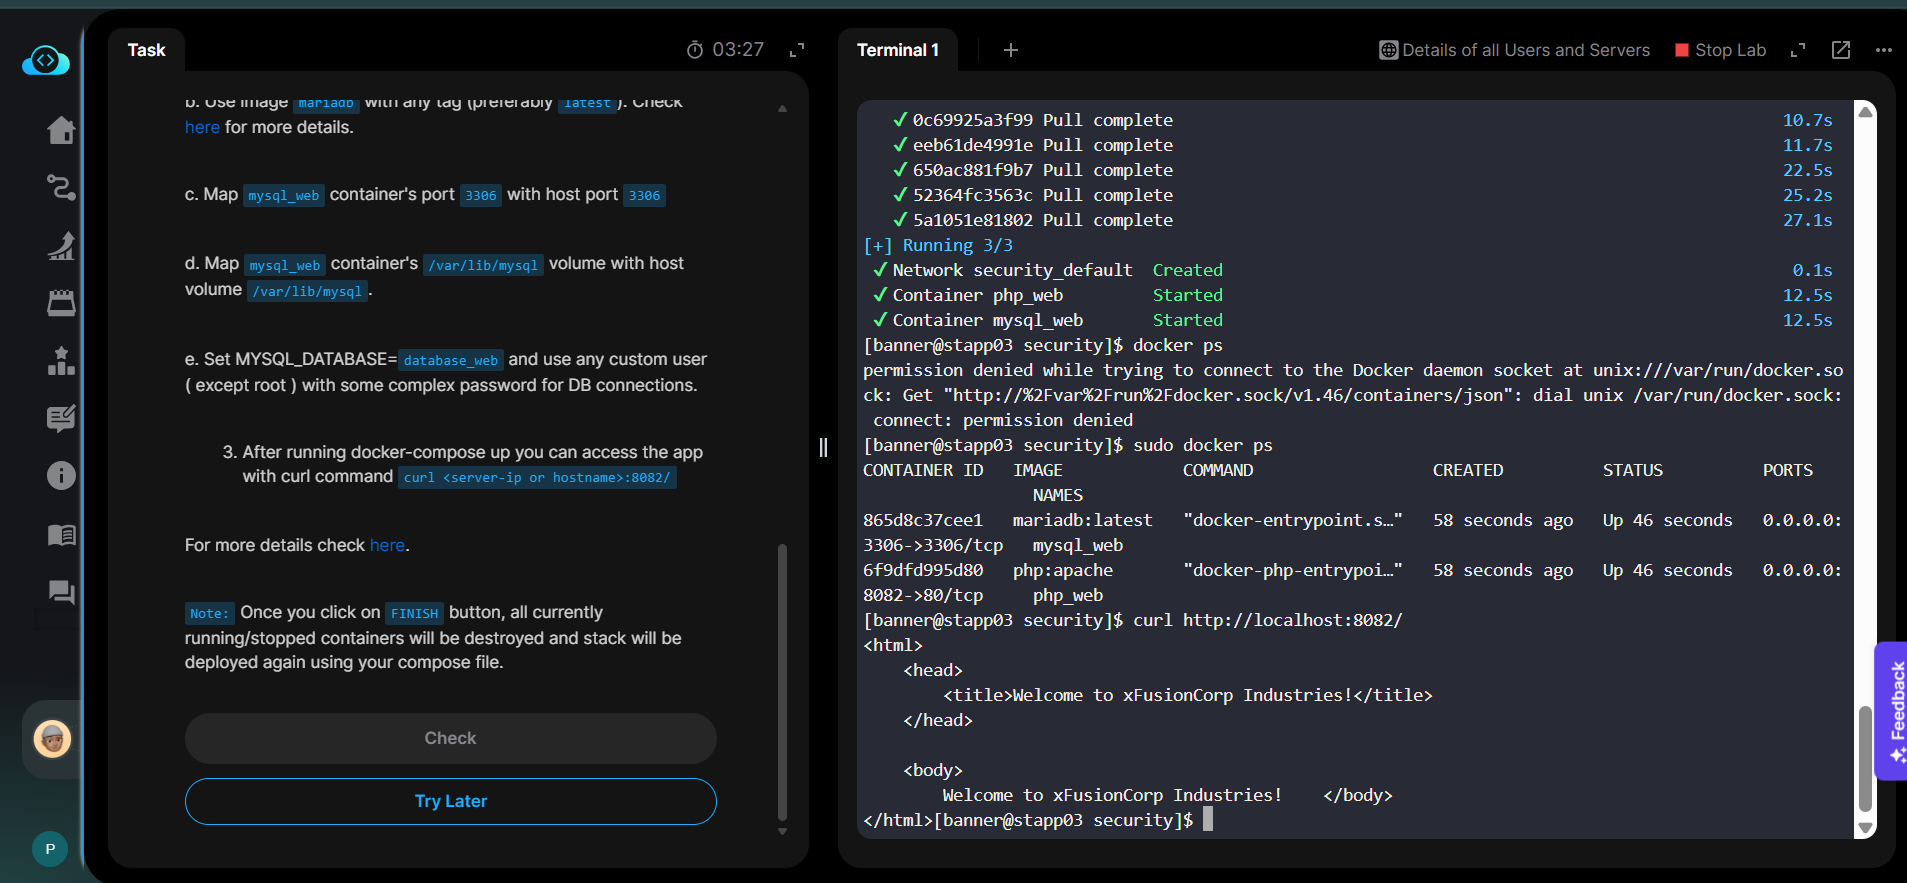 Task
03:27
b. Use image mariadb with any tag (preferably latest). Check
here for more details.
c. Map mysql_web container's port 3306 with host port 3306
d. Map mysql_web container's /var/lib/mysql volume with host
volume /var/lib/mysql.
e. Set MYSQL_DATABASE= database_web and use any custom user
( except root ) with some complex password for DB connections.
3. After running docker-compose up you can access the app
with curl command curl <server-ip or hostname>:8082/
For more details check here.
Note: Once you click on FINISH button, all currently
running/stopped containers will be destroyed and stack will be
deployed again using your compose file.
Check
Try Later
P
Terminal 1
+
Details of all Users and Servers
Stop Lab
✓ 0c69925a3f99 Pull complete 10.7s
✓ eeb61de4991e Pull complete 11.7s
✓ 650ac881f9b7 Pull complete 22.5s
✓ 52364fc3563c Pull complete 25.2s
✓ 5a1051e81802 Pull complete 27.1s
[+] Running 3/3
✓ Network security_default Created 0.1s
✓ Container php_web Started 12.5s
✓ Container mysql_web Started 12.5s
[banner@stapp03 security]$ docker ps
permission denied while trying to connect to the Docker daemon socket at unix:///var/run/docker.so
ck: Get "http://%2Fvar%2Frun%2Fdocker.sock/v1.46/containers/json": dial unix /var/run/docker.sock:
connect: permission denied
[banner@stapp03 security]$ sudo docker ps
CONTAINER ID IMAGE COMMAND CREATED STATUS PORTS
NAMES
865d8c37cee1 mariadb:latest "docker-entrypoint.s…" 58 seconds ago Up 46 seconds 0.0.0.0:
3306->3306/tcp mysql_web
6f9dfd995d80 php:apache "docker-php-entrypoi…" 58 seconds ago Up 46 seconds 0.0.0.0:
8082->80/tcp php_web
[banner@stapp03 security]$ curl http://localhost:8082/
<html>
<head>
<title>Welcome to xFusionCorp Industries!</title>
</head>
<body>
Welcome to xFusionCorp Industries! </body>
</html>[banner@stapp03 security]$
Feedback